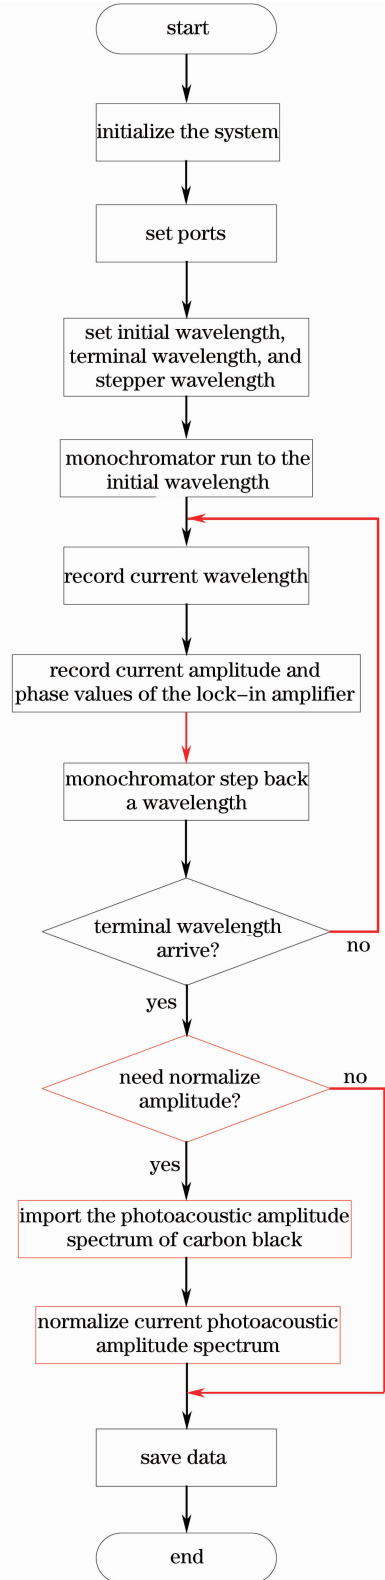 start
initialize the system
set ports
set initial wavelength,
terminal wavelength, and
stepper wavelength
monochromator run to the
initial wavelength
record current wavelength
record current amplitude and
phase values of the lock-in amplifier
monochromator step back
a wavelength
terminal wavelength
arrive?
no
yes
need normalize
amplitude?
no
yes
import the photoacoustic amplitude
spectrum of carbon black
normalize current photoacoustic
amplitude spectrum
save data
end